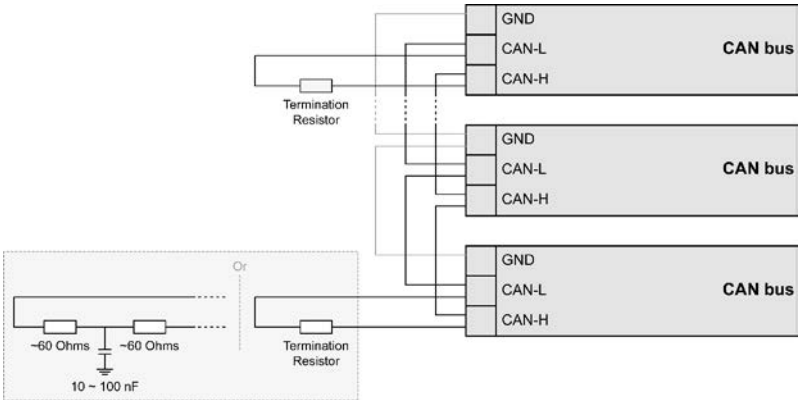 GND
CAN-L
CAN bus
CAN-H
Termination
Resistor
GND
CAN-L
CAN bus
CAN-H
GND
CAN-L
CAN bus
CAN-H
Or
~60 Ohms
~60 Ohms
10 ~ 100 nF
Termination
Resistor